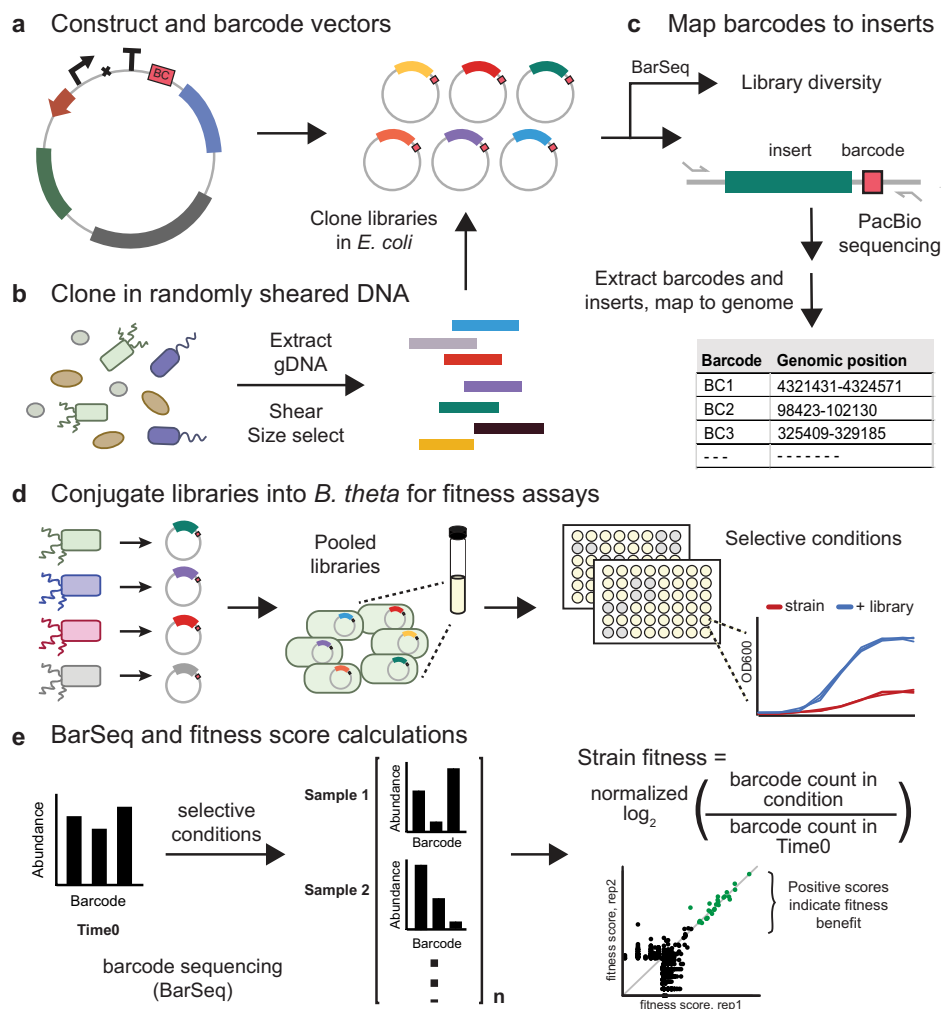 a Construct and barcode vectors
BC
Clone libraries
in E. coli
b Clone in randomly sheared DNA
Extract
gDNA
Shear
Size select
c Map barcodes to inserts
BarSeq
Library diversity
insert barcode
PacBio
sequencing
Extract barcodes and
inserts, map to genome
Barcode Genomic position
BC1 4321431-4324571
BC2 98423-102130
BC3 325409-329185
- - - - - - - - - -
d Conjugate libraries into B. theta for fitness assays
Pooled
libraries
Selective conditions
strain + library
OD600
e BarSeq and fitness score calculations
Abundance
Barcode
Time0
selective
conditions
barcode sequencing
(BarSeq)
Sample 1
Abundance
Barcode
Sample 2
Abundance
Barcode
n
Strain fitness =
normalized
log2
barcode count in
condition
barcode count in
Time0
fitness score, rep2
fitness score, rep1
Positive scores
indicate fitness
benefit